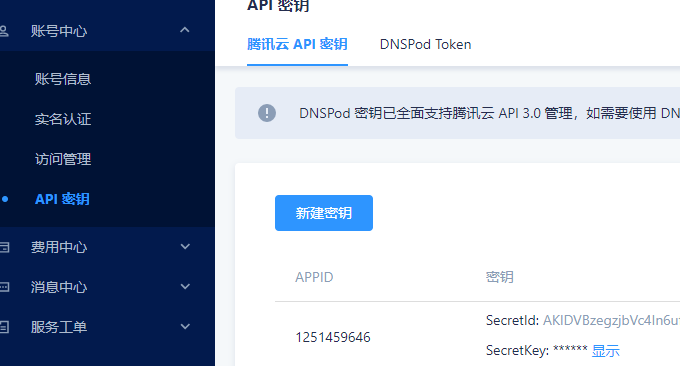 API 密钥
账号中心
腾讯云 API 密钥
DNSPod Token
账号信息
DNSPod 密钥已全面支持腾讯云 API 3.0 管理，如需要使用 DN
实名认证
访问管理
API 密钥
新建密钥
费用中心
APPID
密钥
消息中心
SecretId: AKIDVBzegzjbVc4In6u
服务工单
1251459646
SecretKey: ****** 显示